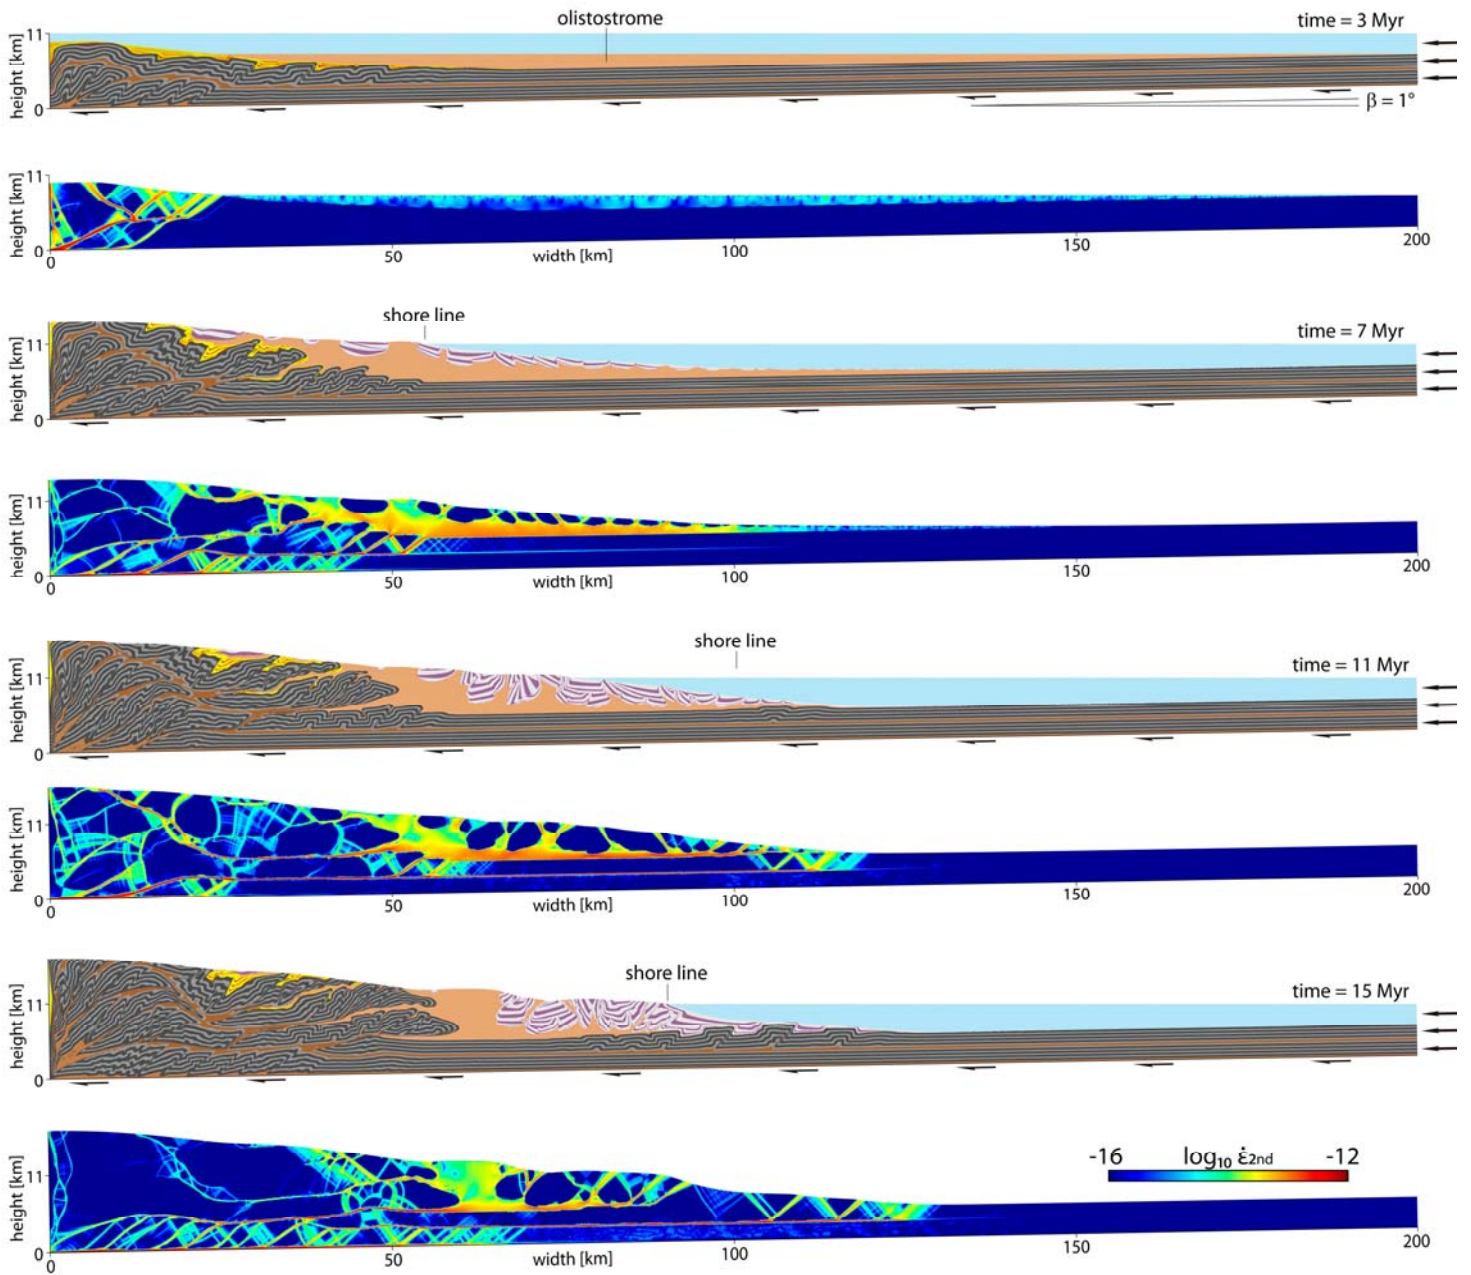 olistostrome
time = 3 Myr
11
height [km]
0
β = 1°
11
height [km]
0
0 50 100 150 200
width [km]
shore line
time = 7 Myr
11
height [km]
0
11
height [km]
0
0 50 100 150 200
width [km]
shore line
time = 11 Myr
11
height [km]
0
11
height [km]
0
0 50 100 150 200
width [km]
shore line
time = 15 Myr
11
height [km]
0
-16 log₁₀ ε̇₂nd -12
11
height [km]
0
0 50 100 150 200
width [km]